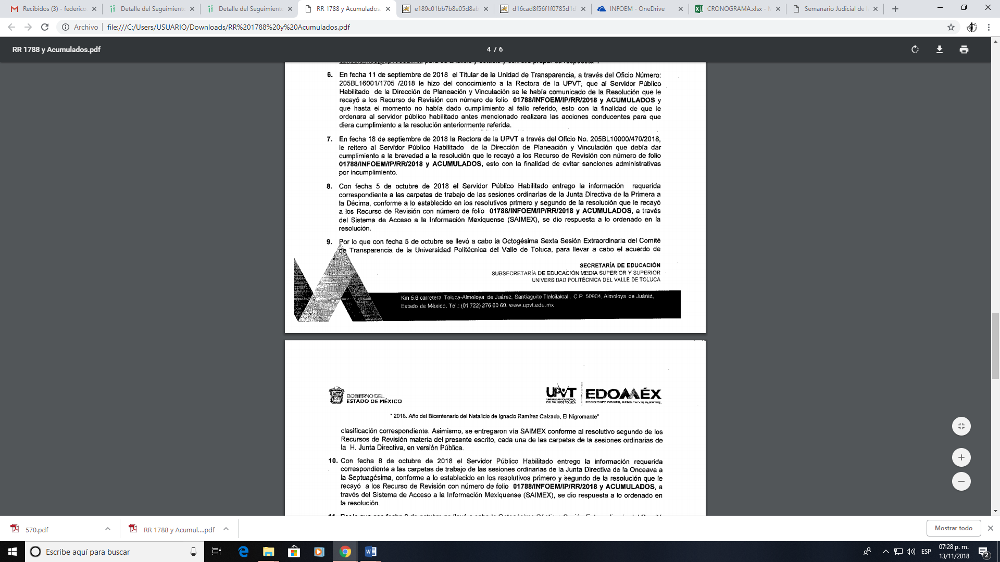 Recibidos (3) - federico
Detalle del Seguimiento
Detalle del Seguimiento
RR 1788 y Acumulados
e189c01bb7b8e05d8ab
d16cad8f56f1f0785d1d
INFOEM - OneDrive
CRONOGRAMA.xlsx - M
Semanario Judicial de l
Archivo
file:///C:/Users/USUARIO/Downloads/RR%201788%20y%20Acumulados.pdf
RR 1788 y Acumulados.pdf
4 / 6
para su análisis y estudio y con ello
6. En fecha 11 de septiembre de 2018 el Titular de la Unidad de Transparencia, a través del Oficio Número:
205BL16001/1705 /2018 le hizo del conocimiento a la Rectora de la UPVT, que al Servidor Público
Habilitado de la Dirección de Planeación y Vinculación se le había comunicado de la Resolución que le
recayó a los Recurso de Revisión con número de folio 01788/INFOEM/IP/RR/2018 y ACUMULADOS y
que hasta el momento no había dado cumplimiento al fallo referido, esto con la finalidad de que le
ordenara al servidor público habilitado antes mencionado realizara las acciones conducentes para que
diera cumplimiento a la resolución anteriormente referida.
7. En fecha 18 de septiembre de 2018 la Rectora de la UPVT a través del Oficio No. 205BL10000/470/2018,
le reitero al Servidor Público Habilitado de la Dirección de Planeación y Vinculación que debía dar
cumplimiento a la brevedad a la resolución que le recayó a los Recurso de Revisión con número de folio
01788/INFOEM/IP/RR/2018 y ACUMULADOS, esto con la finalidad de evitar sanciones administrativas
por incumplimiento.
8. Con fecha 5 de octubre de 2018 el Servidor Público Habilitado entrego la información requerida
correspondiente a las carpetas de trabajo de las sesiones ordinarias de la Junta Directiva de la Primera a
la Décima, conforme a lo establecido en los resolutivos primero y segundo de la resolución que le recayó
a los Recurso de Revisión con número de folio 01788/INFOEM/IP/RR/2018 y ACUMULADOS, a través
del Sistema de Acceso a la Información Mexiquense (SAIMEX), se dio respuesta a lo ordenado en la
resolución.
9. Por lo que con fecha 5 de octubre se llevó a cabo la Octogésima Sexta Sesión Extraordinaria del Comité
de Transparencia de la Universidad Politécnica del Valle de Toluca, para llevar a cabo el acuerdo de
SECRETARÍA DE EDUCACIÓN
SUBSECRETARÍA DE EDUCACIÓN MEDIA SUPERIOR Y SUPERIOR
UNIVERSIDAD POLITÉCNICA DEL VALLE DE TOLUCA
Km 5.6 carretera Toluca-Almoloya de Juárez, Santiaguito Tlalcilalcali. C.P. 50904, Almoloya de Juárez,
Estado de México. Tel.: (01 722) 276 60 60. www.upvt.edu.mx
GOBIERNO DEL
ESTADO DE MÉXICO
UPVT
UNIVERSIDAD POLITÉCNICA
DEL VALLE DE TOLUCA
EDOMÉX
DECISIONES FIRMES, RESULTADOS FUERTES.
" 2018. Año del Bicentenario del Natalicio de Ignacio Ramírez Calzada, El Nigromante"
clasificación correspondiente. Asimismo, se entregaron vía SAIMEX conforme al resolutivo segundo de los
Recursos de Revisión materia del presente escrito, cada una de las carpetas de la sesiones ordinarias de
la H. Junta Directiva, en versión Pública.
10. Con fecha 8 de octubre de 2018 el Servidor Público Habilitado entrego la información requerida
correspondiente a las carpetas de trabajo de las sesiones ordinarias de la Junta Directiva de la Onceava a
la Septuagésima, conforme a lo establecido en los resolutivos primero y segundo de la resolución que le
recayó a los Recurso de Revisión con número de folio 01788/INFOEM/IP/RR/2018 y ACUMULADOS, a
través del Sistema de Acceso a la Información Mexiquense (SAIMEX), se dio respuesta a lo ordenado en
la resolución.
570.pdf
RR 1788 y Acumul....pdf
Mostrar todo
Escribe aquí para buscar
ESP
07:28 p. m.
13/11/2018
2